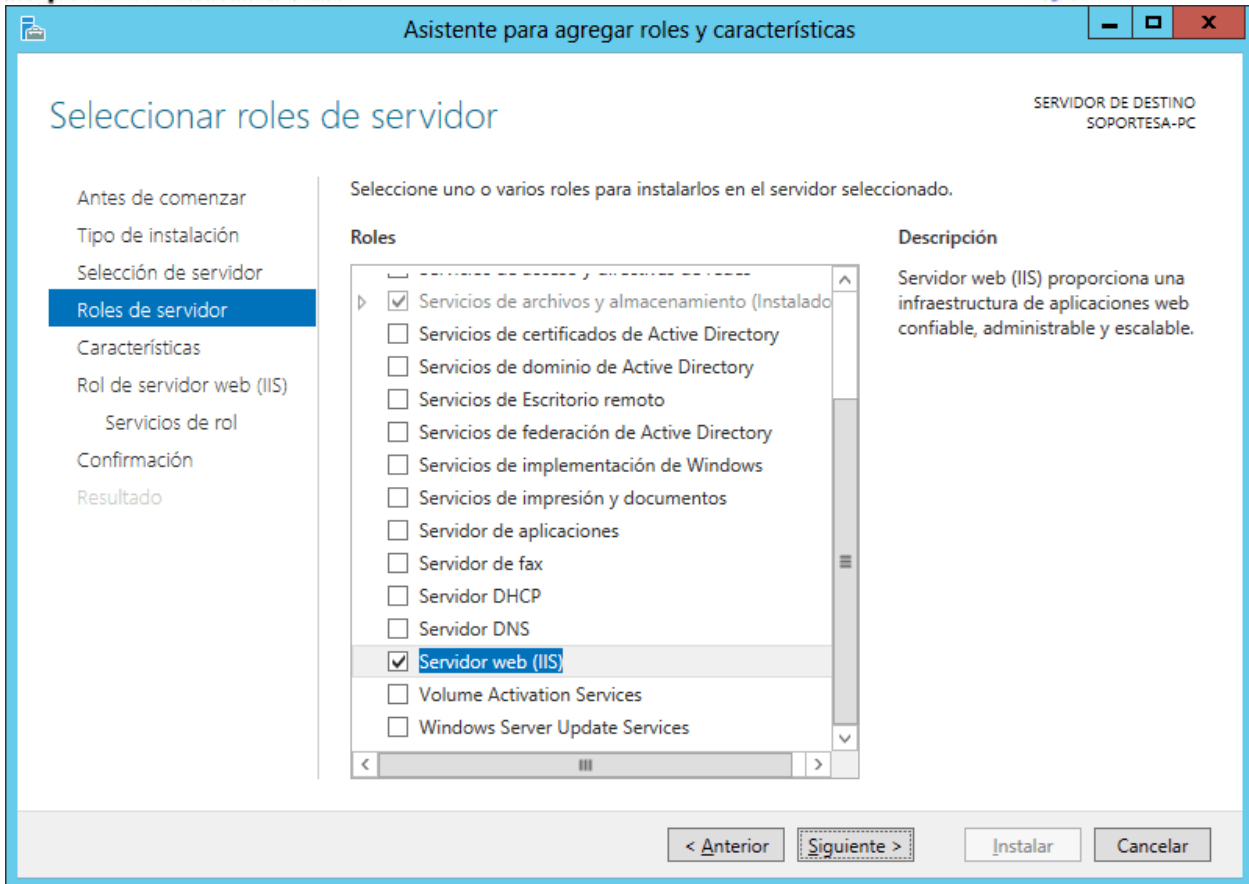 Asistente para agregar roles y características
Seleccionar roles de servidor
SERVIDOR DE DESTINO
SOPORTESA-PC
Antes de comenzar
Tipo de instalación
Selección de servidor
Roles de servidor
Características
Rol de servidor web (IIS)
Servicios de rol
Confirmación
Resultado
Seleccione uno o varios roles para instalarlos en el servidor seleccionado.
Roles
Servicios de archivos y almacenamiento (Instalado
Servicios de certificados de Active Directory
Servicios de dominio de Active Directory
Servicios de Escritorio remoto
Servicios de federación de Active Directory
Servicios de implementación de Windows
Servicios de impresión y documentos
Servidor de aplicaciones
Servidor de fax
Servidor DHCP
Servidor DNS
Servidor web (IIS)
Volume Activation Services
Windows Server Update Services
Descripción
Servidor web (IIS) proporciona una
infraestructura de aplicaciones web
confiable, administrable y escalable.
< Anterior
Siguiente >
Instalar
Cancelar